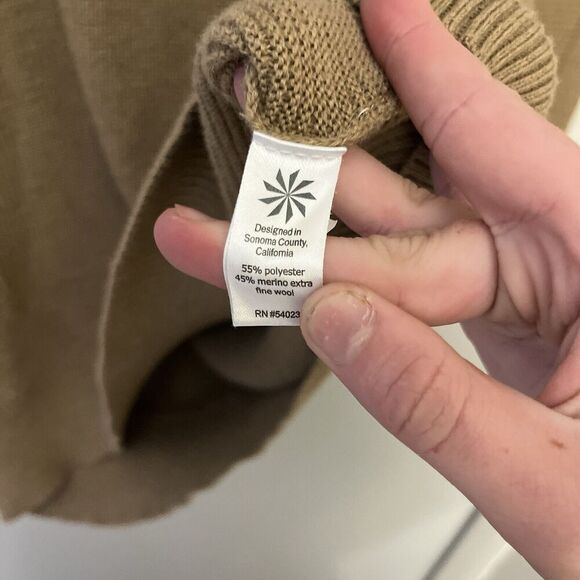 Designed in
Sonoma County,
California
55% polyester
45% merino extra
fine wool
RN #54023